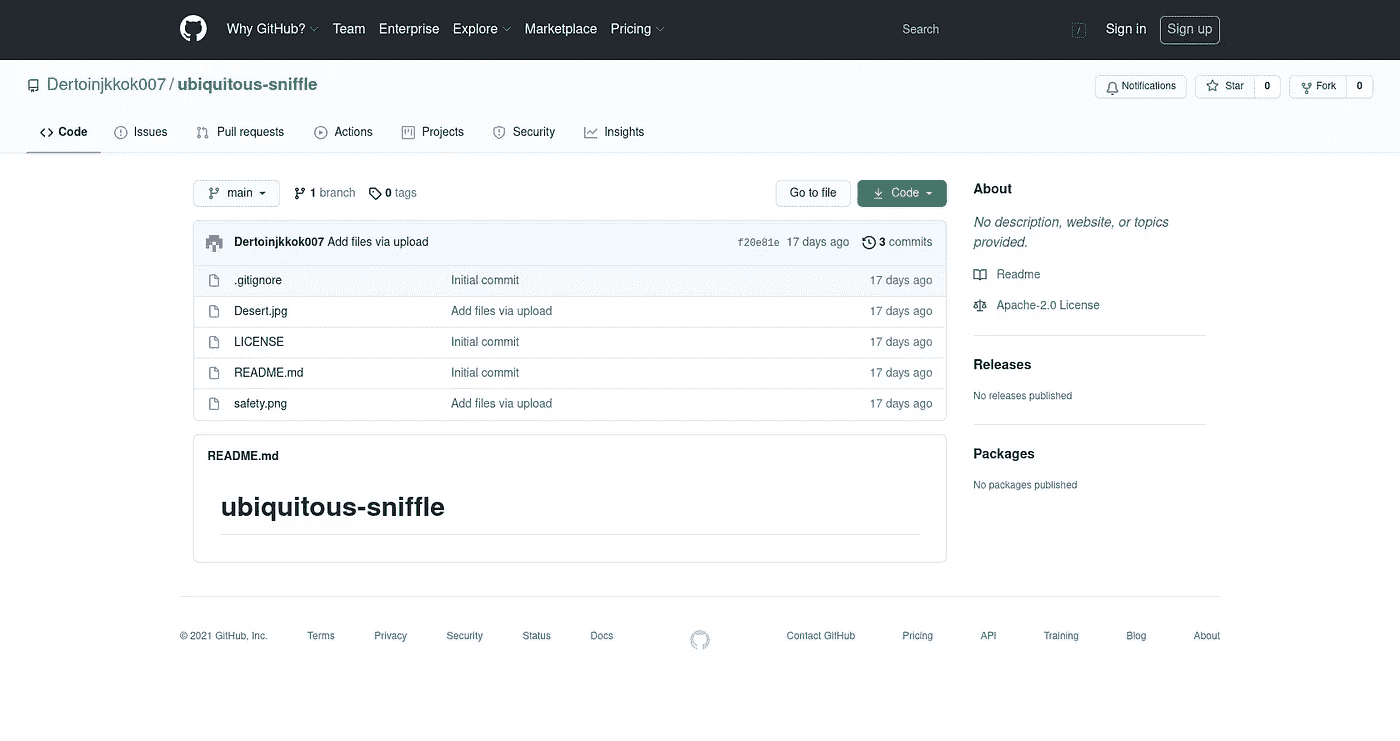 Why GitHub? Team Enterprise Explore Marketplace Pricing Search / Sign in Sign up
Dertoinjkkok007 / ubiquitous-sniffle Notifications Star 0 Fork 0
Code Issues Pull requests Actions Projects Security Insights
main 1 branch 0 tags Go to file Code
Dertoinjkkok007 Add files via upload f20e81e 17 days ago 3 commits
.gitignore Initial commit 17 days ago
Desert.jpg Add files via upload 17 days ago
LICENSE Initial commit 17 days ago
README.md Initial commit 17 days ago
safety.png Add files via upload 17 days ago
README.md
ubiquitous-sniffle
About
No description, website, or topics
provided.
Readme
Apache-2.0 License
Releases
No releases published
Packages
No packages published
© 2021 GitHub, Inc. Terms Privacy Security Status Docs Contact GitHub Pricing API Training Blog About